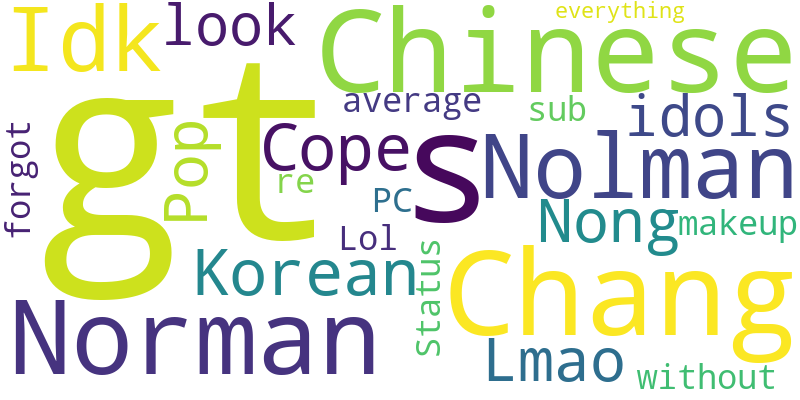 everything
Idk
look
Chinese
average
sub
idols
forgot
Pop
gt
Cope
s
Nolman
re
PC
Nong
makeup
Lol
Korean
Status
Chang
Norman
Lmao
without